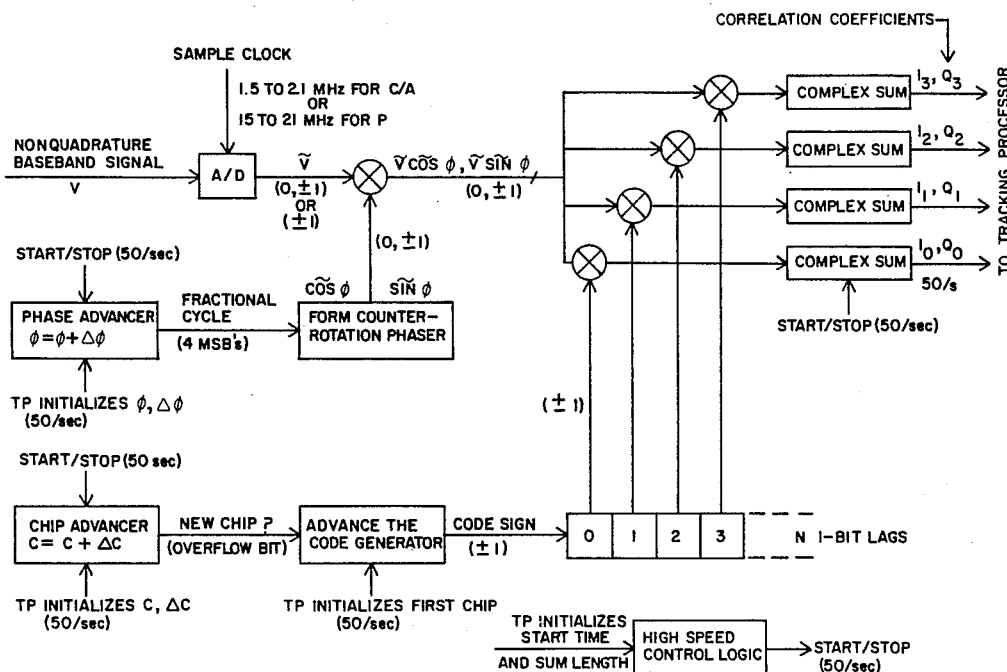 CORRELATION COEFFICIENTS
SAMPLE CLOCK
1.5 TO 2.1 MHz FOR C/A
OR
15 TO 21 MHz FOR P
NONQUADRATURE
BASEBAND SIGNAL
V
A/D
Ṽ
(0,±1)
OR
(±1)
Ṽ C̃OS ϕ, Ṽ S̃IN ϕ
(0,±1)
COMPLEX SUM
I₃, Q₃
COMPLEX SUM
I₂, Q₂
COMPLEX SUM
I₁, Q₁
COMPLEX SUM
I₀, Q₀
50/s
TO TRACKING PROCESSOR
START/STOP (50/sec)
START/STOP (50/sec)
(0,±1)
C̃OS ϕ S̃IN ϕ
PHASE ADVANCER
ϕ=ϕ+Δϕ
FRACTIONAL
CYCLE
(4 MSB's)
FORM COUNTER-
ROTATION PHASER
TP INITIALIZES ϕ, Δϕ
(50/sec)
(±1)
START/STOP (50 sec)
CHIP ADVANCER
C= C + ΔC
NEW CHIP ?
(OVERFLOW BIT)
ADVANCE THE
CODE GENERATOR
CODE SIGN
(±1)
0 1 2 3
N 1-BIT LAGS
TP INITIALIZES C, ΔC
(50/sec)
TP INITIALIZES FIRST CHIP
(50/sec)
TP INITIALIZES
START TIME
AND SUM LENGTH
HIGH SPEED
CONTROL LOGIC
START/STOP
(50/sec)